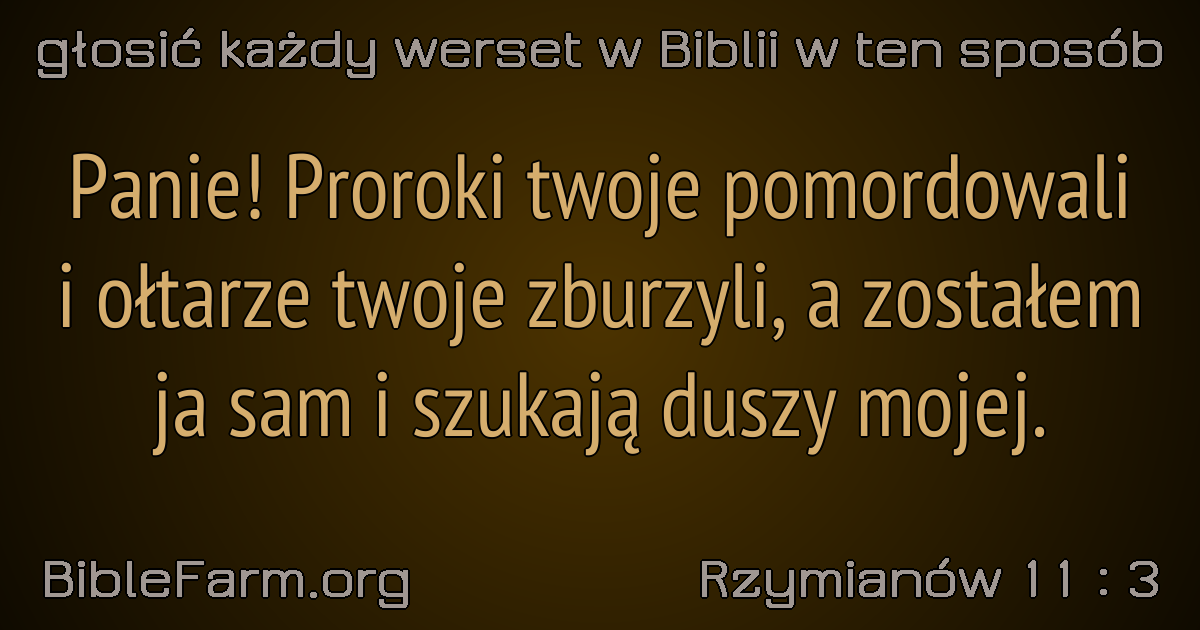 głosić każdy werset w Biblii w ten sposób
Panie! Proroki twoje pomordowali
i ołtarze twoje zburzyli, a zostałem
ja sam i szukają duszy mojej.
BibleFarm.org
Rzymianów 11 : 3